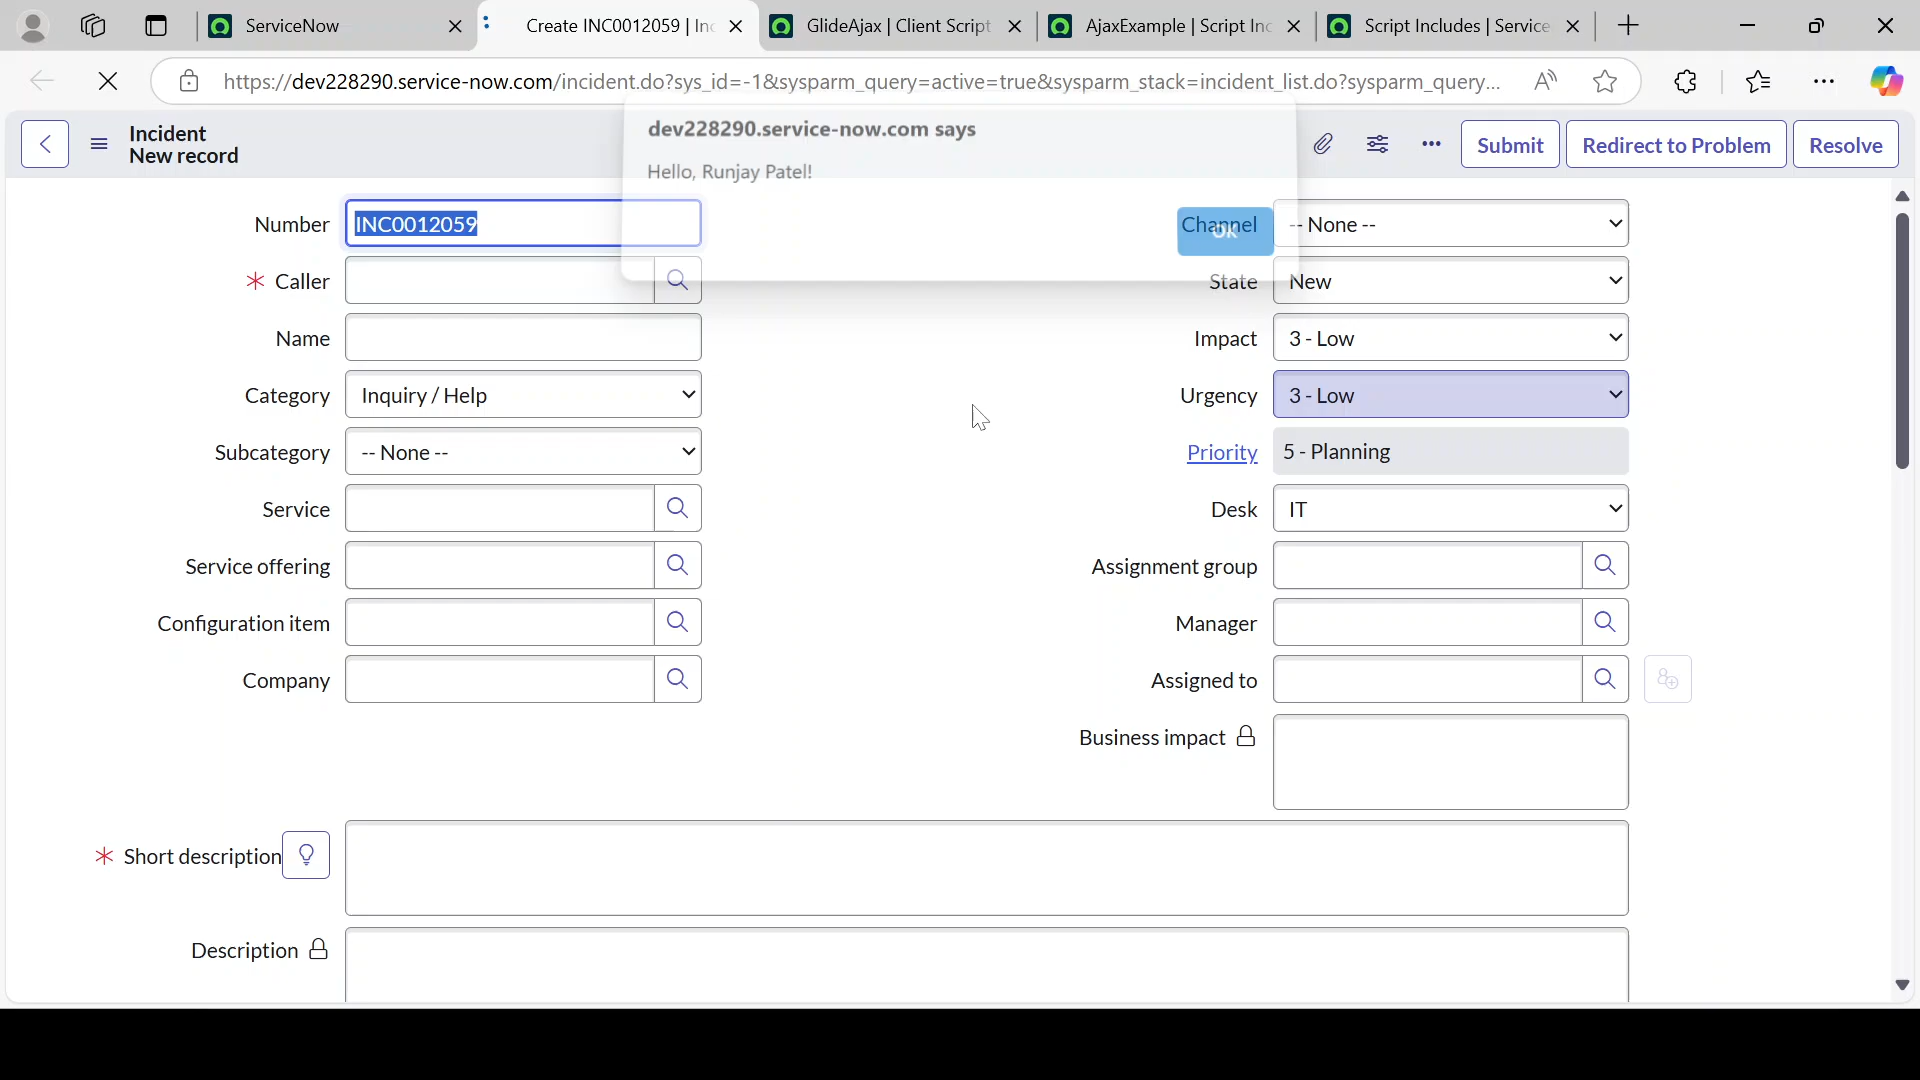 ServiceNow
Create INC0012059 | Inc
GlideAjax | Client Script
AjaxExample | Script Inc
Script Includes | Service
https://dev228290.service-now.com/incident.do?sys_id=-1&sysparm_query=active=true&sysparm_stack=incident_list.do?sysparm_query...
Incident
New record
dev228290.service-now.com says
Hello, Runjay Patel!
OK
Submit
Redirect to Problem
Resolve
Number INC0012059
Channel -- None --
Caller
State New
Name
Impact 3 - Low
Category Inquiry / Help
Urgency 3 - Low
Subcategory -- None --
Priority 5 - Planning
Service
Desk IT
Service offering
Assignment group
Configuration item
Manager
Company
Assigned to
Business impact
Short description
Description